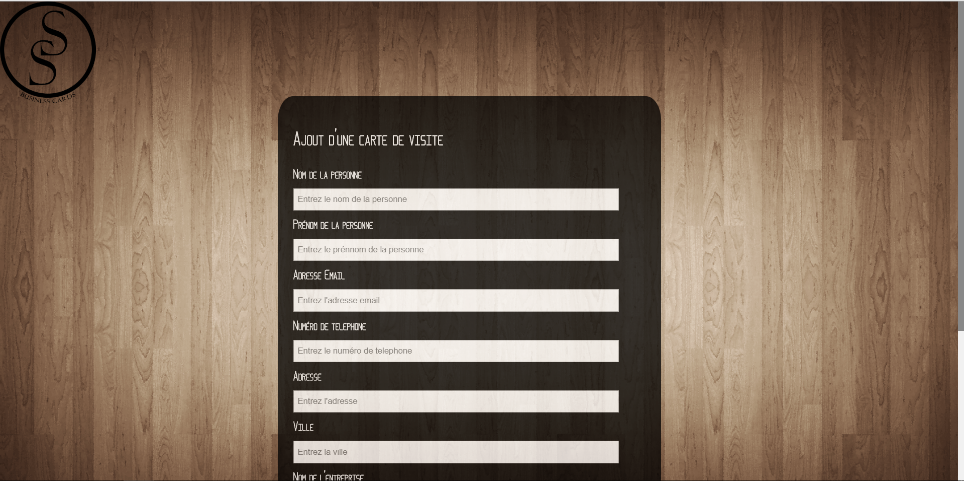 SS
BUSINESS CARDS
Ajout d'une carte de visite
Nom de la personne
Entrez le nom de la personne
Prénom de la personne
Entrez le prénnom de la personne
Adresse Email
Entrez l'adresse email
Numéro de telephone
Entrez le numéro de telephone
Adresse
Entrez l'adresse
Ville
Entrez la ville
Nom de l'entreprise